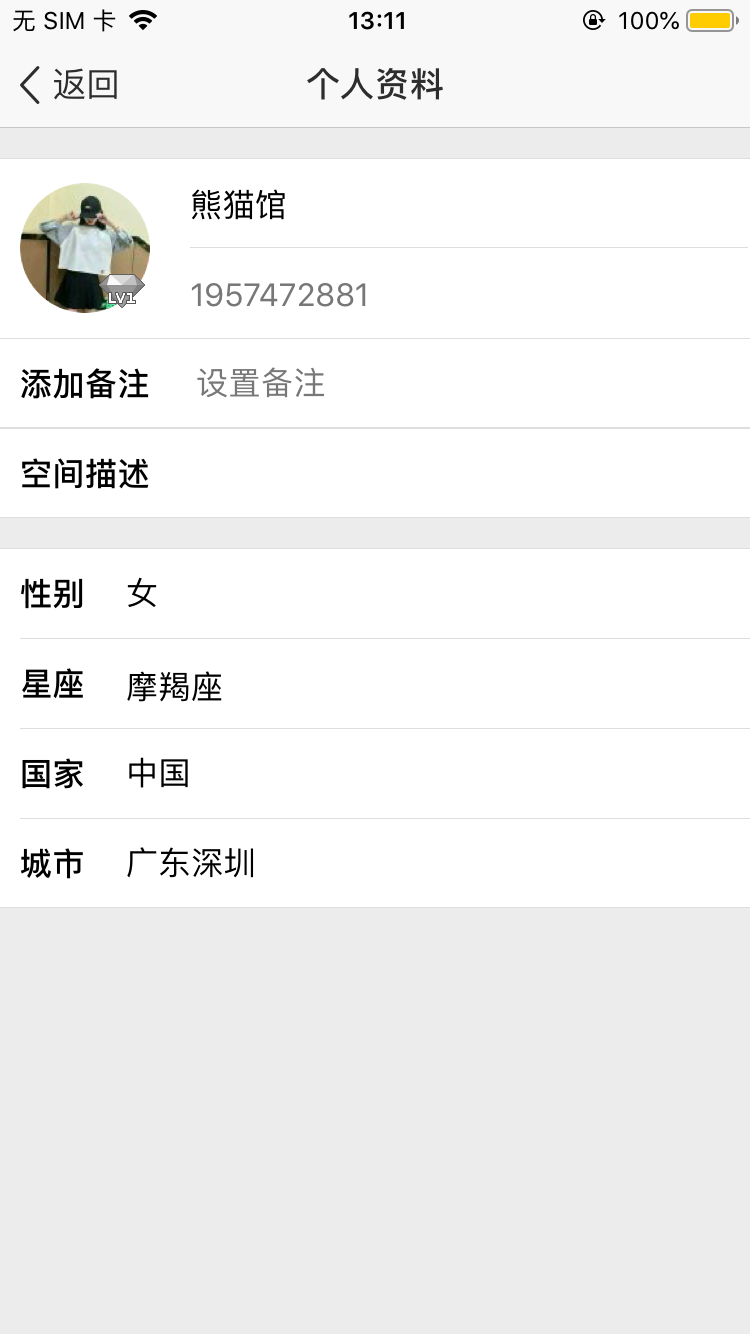 无 SIM 卡 13:11 100%
返回 个人资料
熊猫馆
LV1
1957472881
添加备注 设置备注
空间描述
性别 女
星座 摩羯座
国家 中国
城市 广东深圳